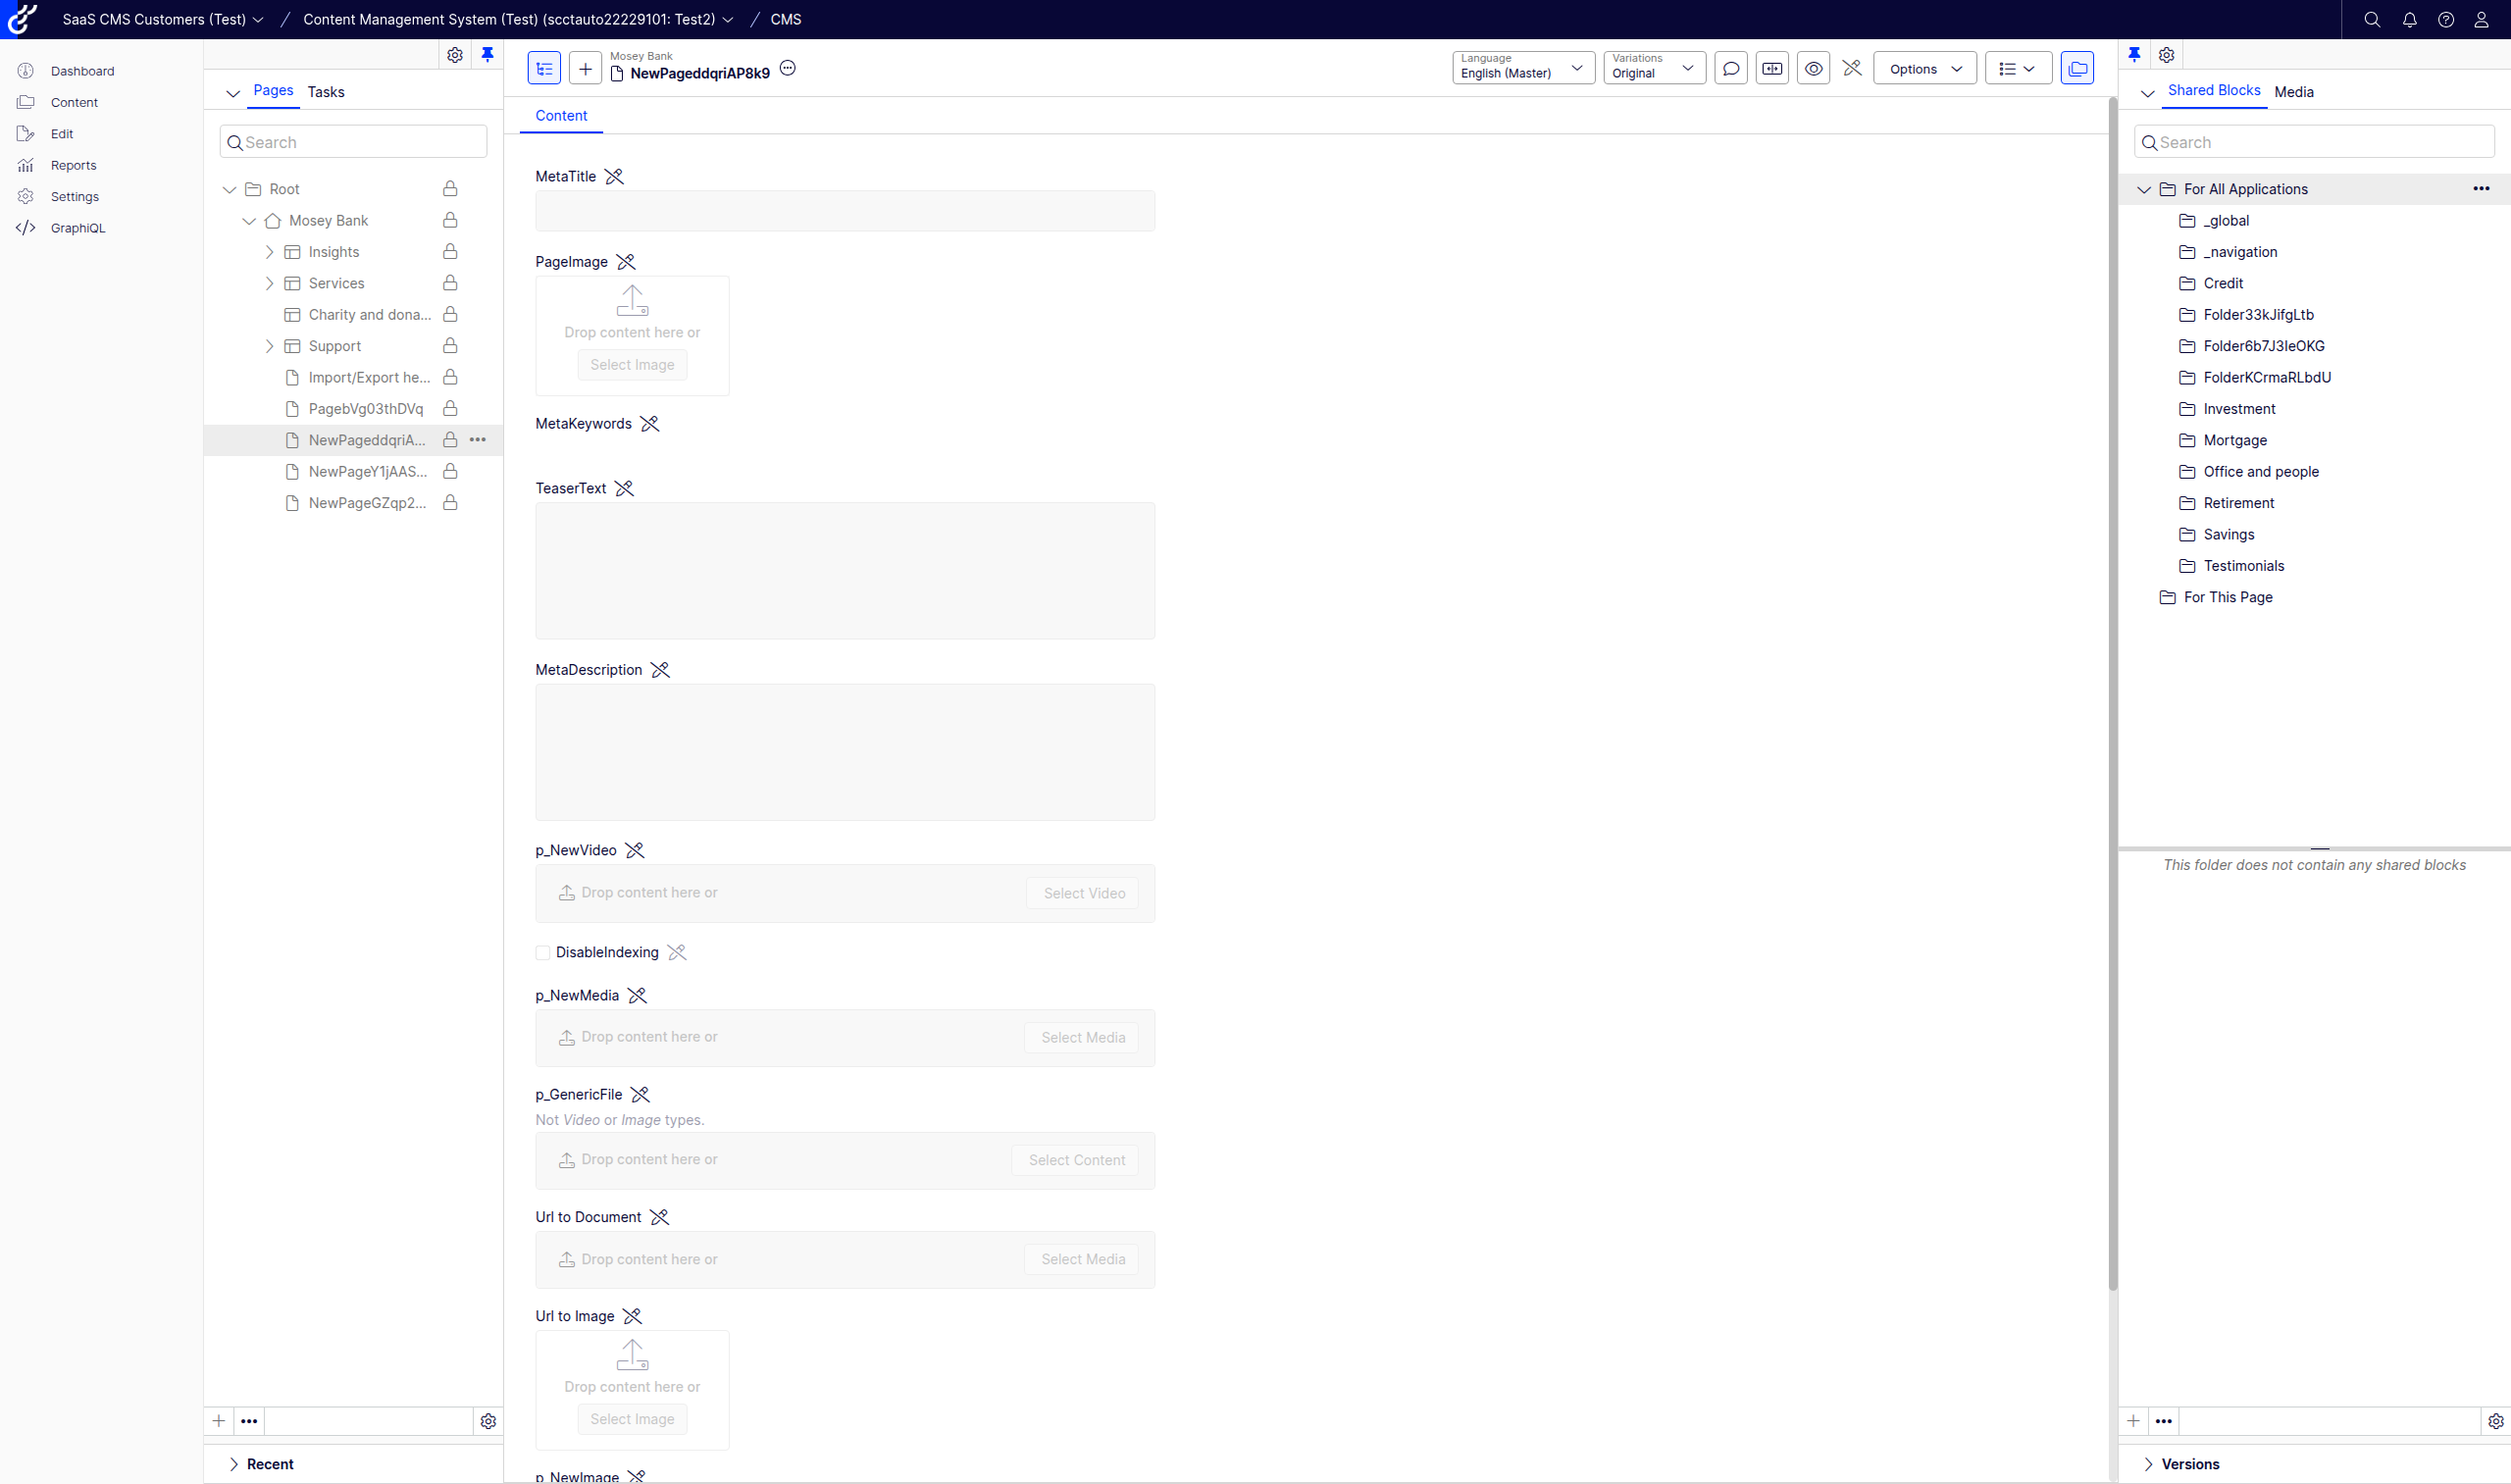 SaaS CMS Customers (Test) / Content Management System (Test) (scctauto22229101: Test2) / CMS
Dashboard
Content
Edit
Reports
Settings
GraphiQL
Pages Tasks
Search
Root
Mosey Bank
Insights
Services
Charity and dona...
Support
Import/Export he...
PagebVg03thDVq
NewPageddqriA...
NewPageY1jAAS...
NewPageGZqp2...
Recent
Mosey Bank
NewPageddqriAP8k9
Language
English (Master)
Variations
Original
Options
Content
MetaTitle
PageImage
Drop content here or
Select Image
MetaKeywords
TeaserText
MetaDescription
p_NewVideo
Drop content here or Select Video
DisableIndexing
p_NewMedia
Drop content here or Select Media
p_GenericFile
Not Video or Image types.
Drop content here or Select Content
Url to Document
Drop content here or Select Media
Url to Image
Drop content here or
Select Image
p_NewImage
Shared Blocks Media
Search
For All Applications
_global
_navigation
Credit
Folder33kJifgLtb
Folder6b7J3IeOKG
FolderKCrmaRLbdU
Investment
Mortgage
Office and people
Retirement
Savings
Testimonials
For This Page
This folder does not contain any shared blocks
Versions